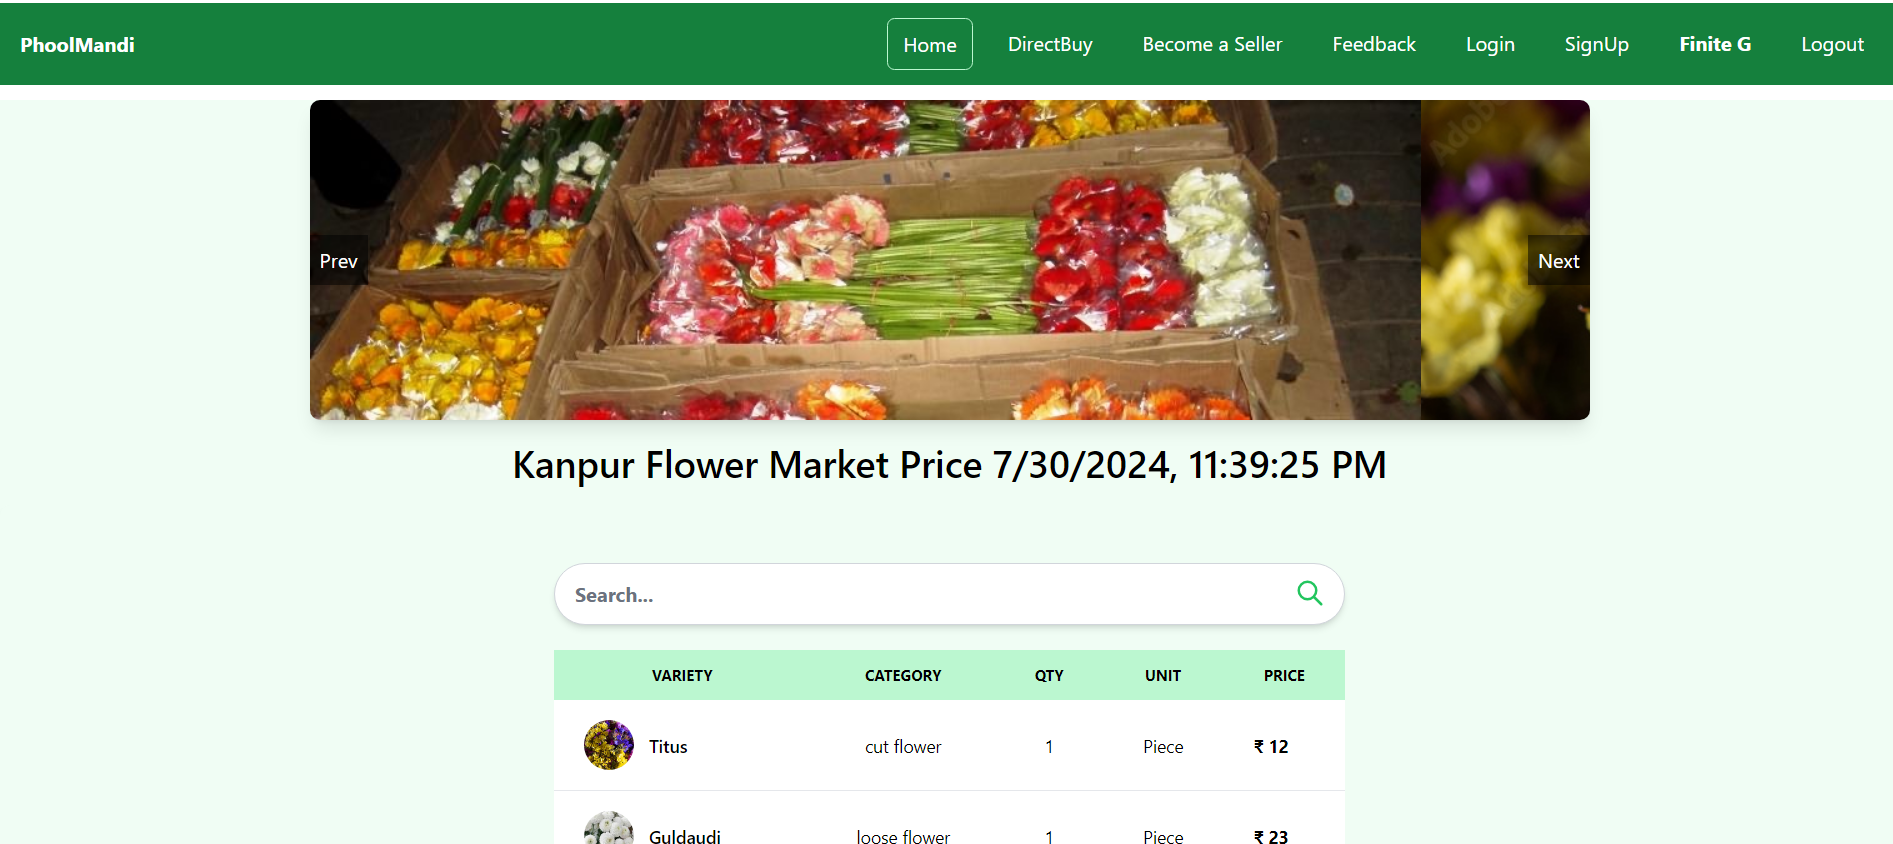 PhoolMandi Home DirectBuy Become a Seller Feedback Login SignUp Finite G Logout
Prev
Next
Kanpur Flower Market Price 7/30/2024, 11:39:25 PM
Search...
VARIETY CATEGORY QTY UNIT PRICE
Titus cut flower 1 Piece ₹ 12
Guldaudi loose flower 1 Piece ₹ 23